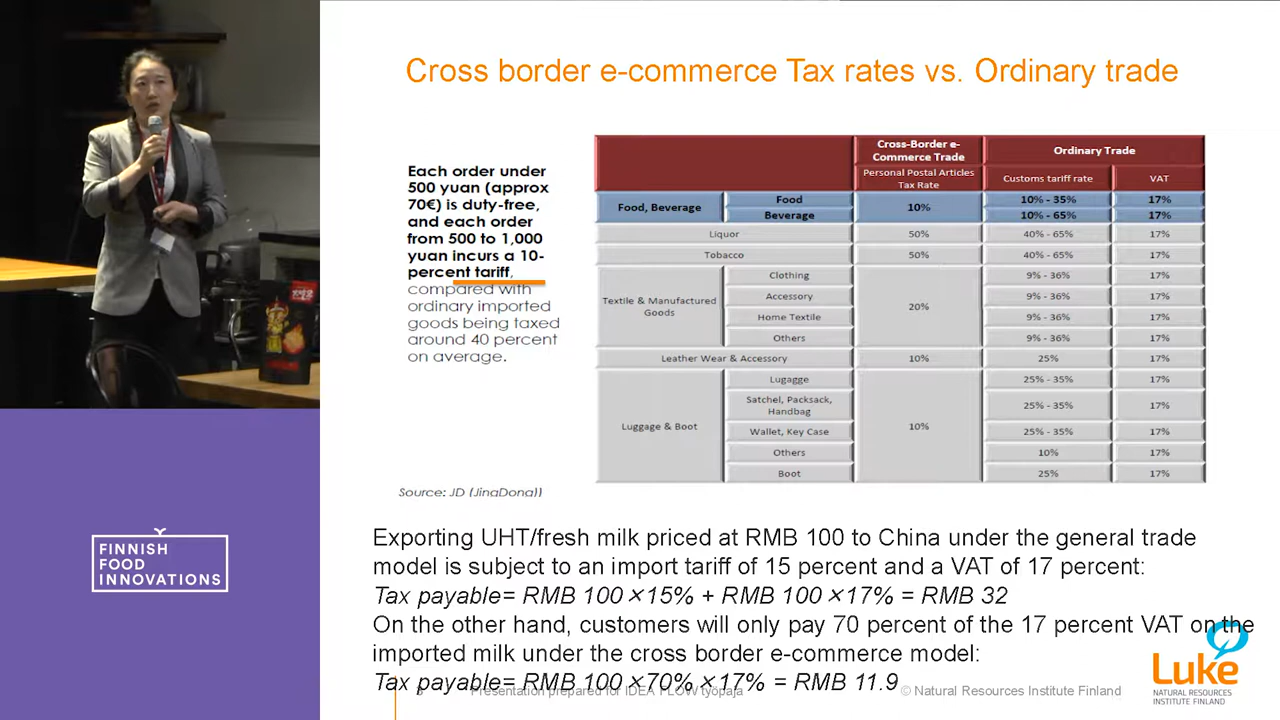 Cross border e-commerce Tax rates vs. Ordinary trade
Each order under
500 yuan (approx
70€) is duty-free,
and each order
from 500 to 1,000
yuan incurs a 10-
percent tariff,
compared with
ordinary imported
goods being taxed
around 40 percent
on average.
Source: JD (JingDong))
Cross-Border e-
Commerce Trade
Ordinary Trade
Personal Postal Articles
Tax Rate
Customs tariff rate
VAT
Food, Beverage
Food
10%
10% - 35%
17%
Beverage
10% - 65%
17%
Liquor
50%
40% - 65%
17%
Tobacco
50%
40% - 65%
17%
Textile & Manufactured
Goods
Clothing
20%
9% - 36%
17%
Accessory
9% - 36%
17%
Home Textile
9% - 36%
17%
Others
9% - 36%
17%
Leather Wear & Accessory
10%
25%
17%
Luggage & Boot
Lugagge
10%
25% - 35%
17%
Satchel, Packsack,
Handbag
25% - 35%
17%
Wallet, Key Case
25% - 35%
17%
Others
10%
17%
Boot
25%
17%
Exporting UHT/fresh milk priced at RMB 100 to China under the general trade
model is subject to an import tariff of 15 percent and a VAT of 17 percent:
Tax payable= RMB 100×15% + RMB 100×17% = RMB 32
On the other hand, customers will only pay 70 percent of the 17 percent VAT on the
imported milk under the cross border e-commerce model:
Tax payable= RMB 100×70%×17% = RMB 11.9
Presentation prepared for IDEA FLOW työpaja
© Natural Resources Institute Finland
Luke
NATURAL RESOURCES
INSTITUTE FINLAND
FINNISH
FOOD
INNOVATIONS